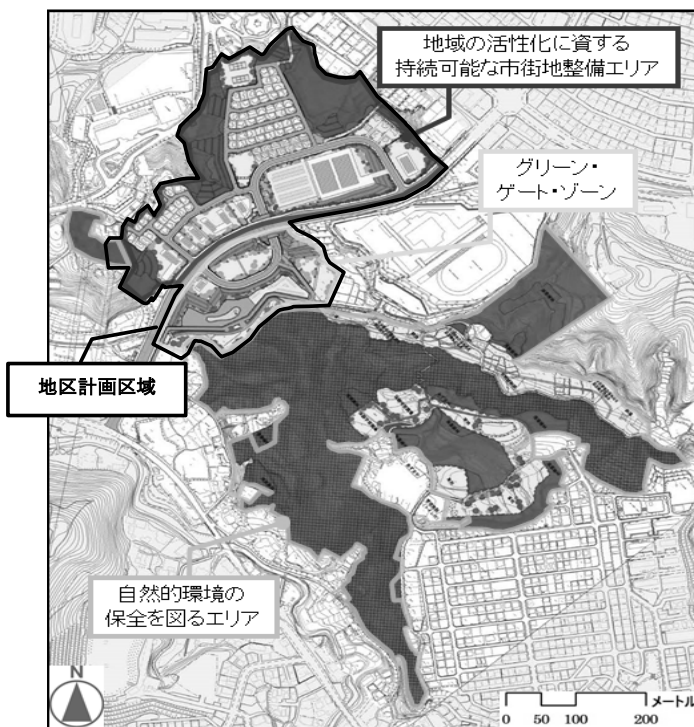 地域の活性化に資する
持続可能な市街地整備エリア
グリーン・
ゲート・ゾーン
地区計画区域
自然的環境の
保全を図るエリア
N
メートル
0 50 100 200